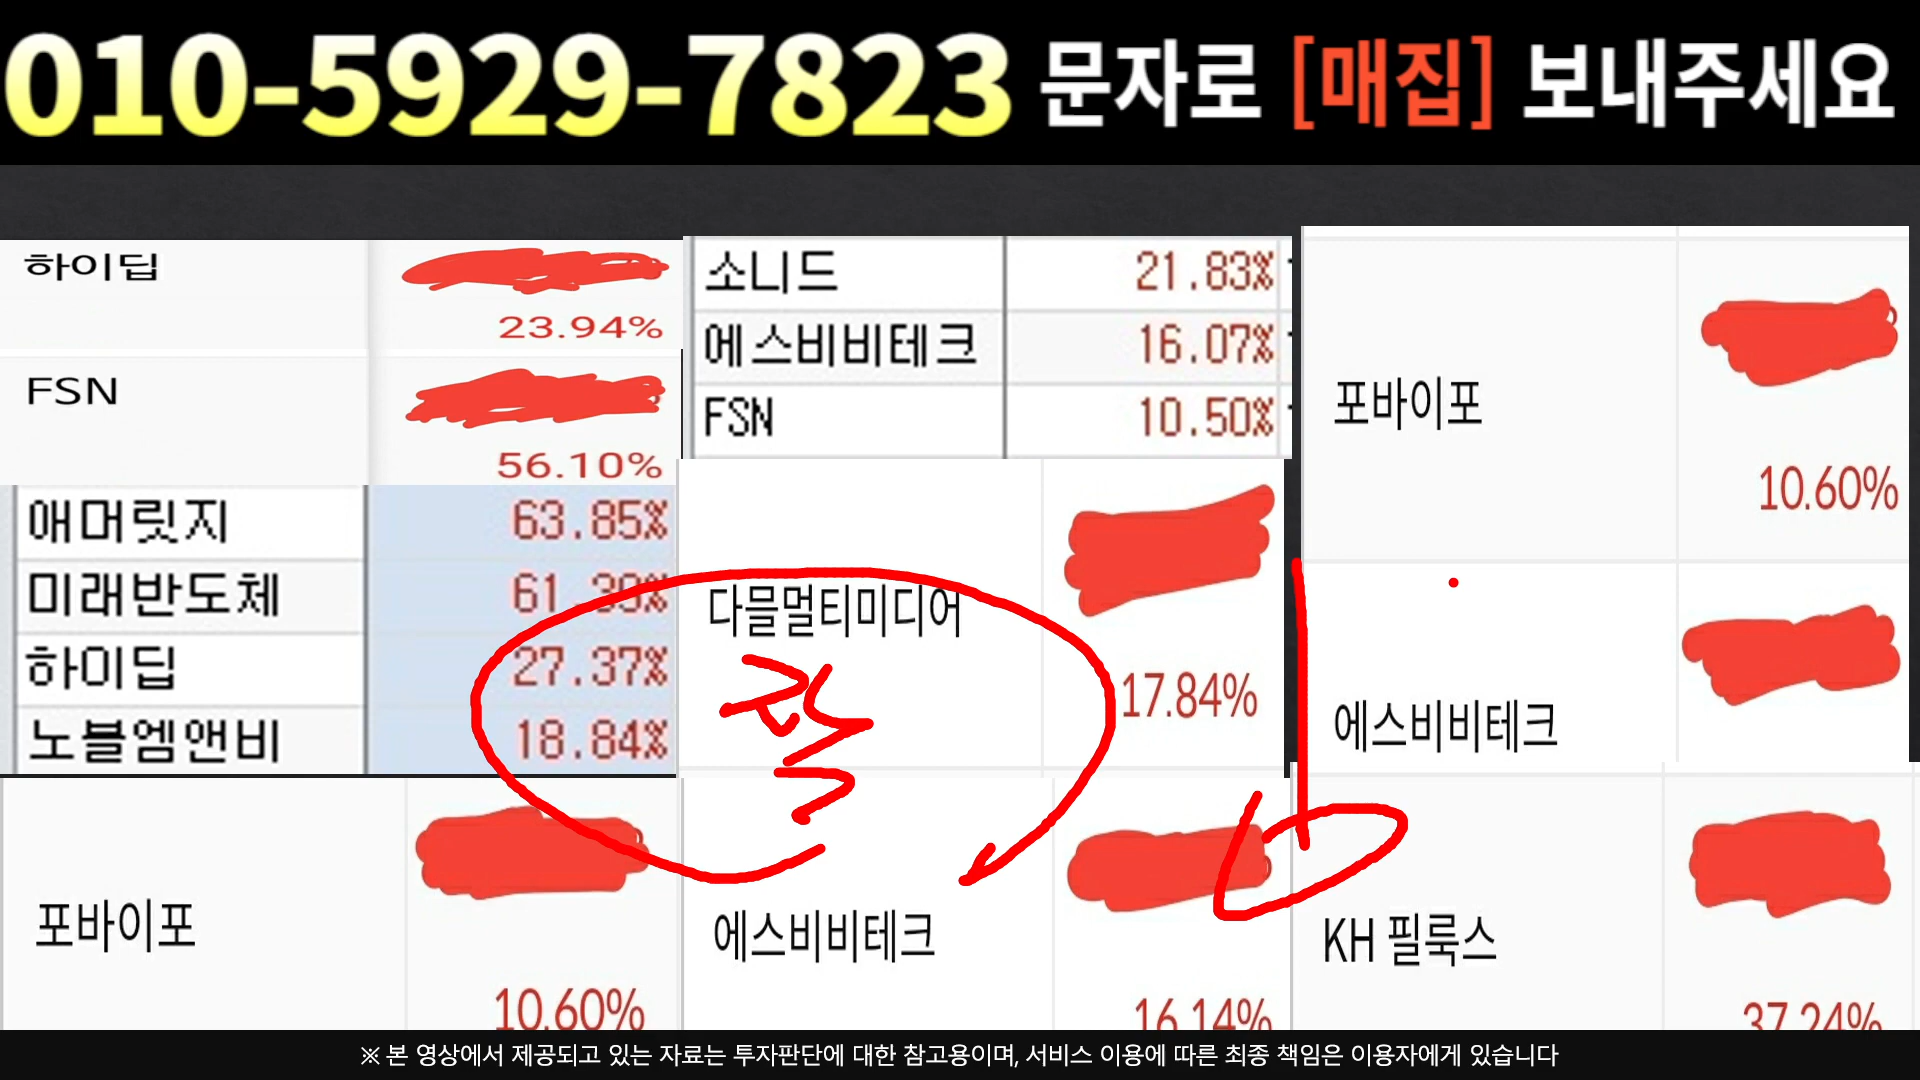 010-5929-7823 문자로 [매집] 보내주세요
하이딥
23.94%
FSN
56.10%
소니드 21.83%
에스비비테크 16.07%
FSN 10.50%
포바이포
10.60%
애머릿지 63.85%
미래반도체 61.39%
하이딥 27.37%
노블엠앤비 18.84%
다믈멀티미디어
17.84%
에스비비테크
포바이포
10.60%
에스비비테크
16.14%
KH 필룩스
37.24%
※ 본 영상에서 제공되고 있는 자료는 투자판단에 대한 참고용이며, 서비스 이용에 따른 최종 책임은 이용자에게 있습니다